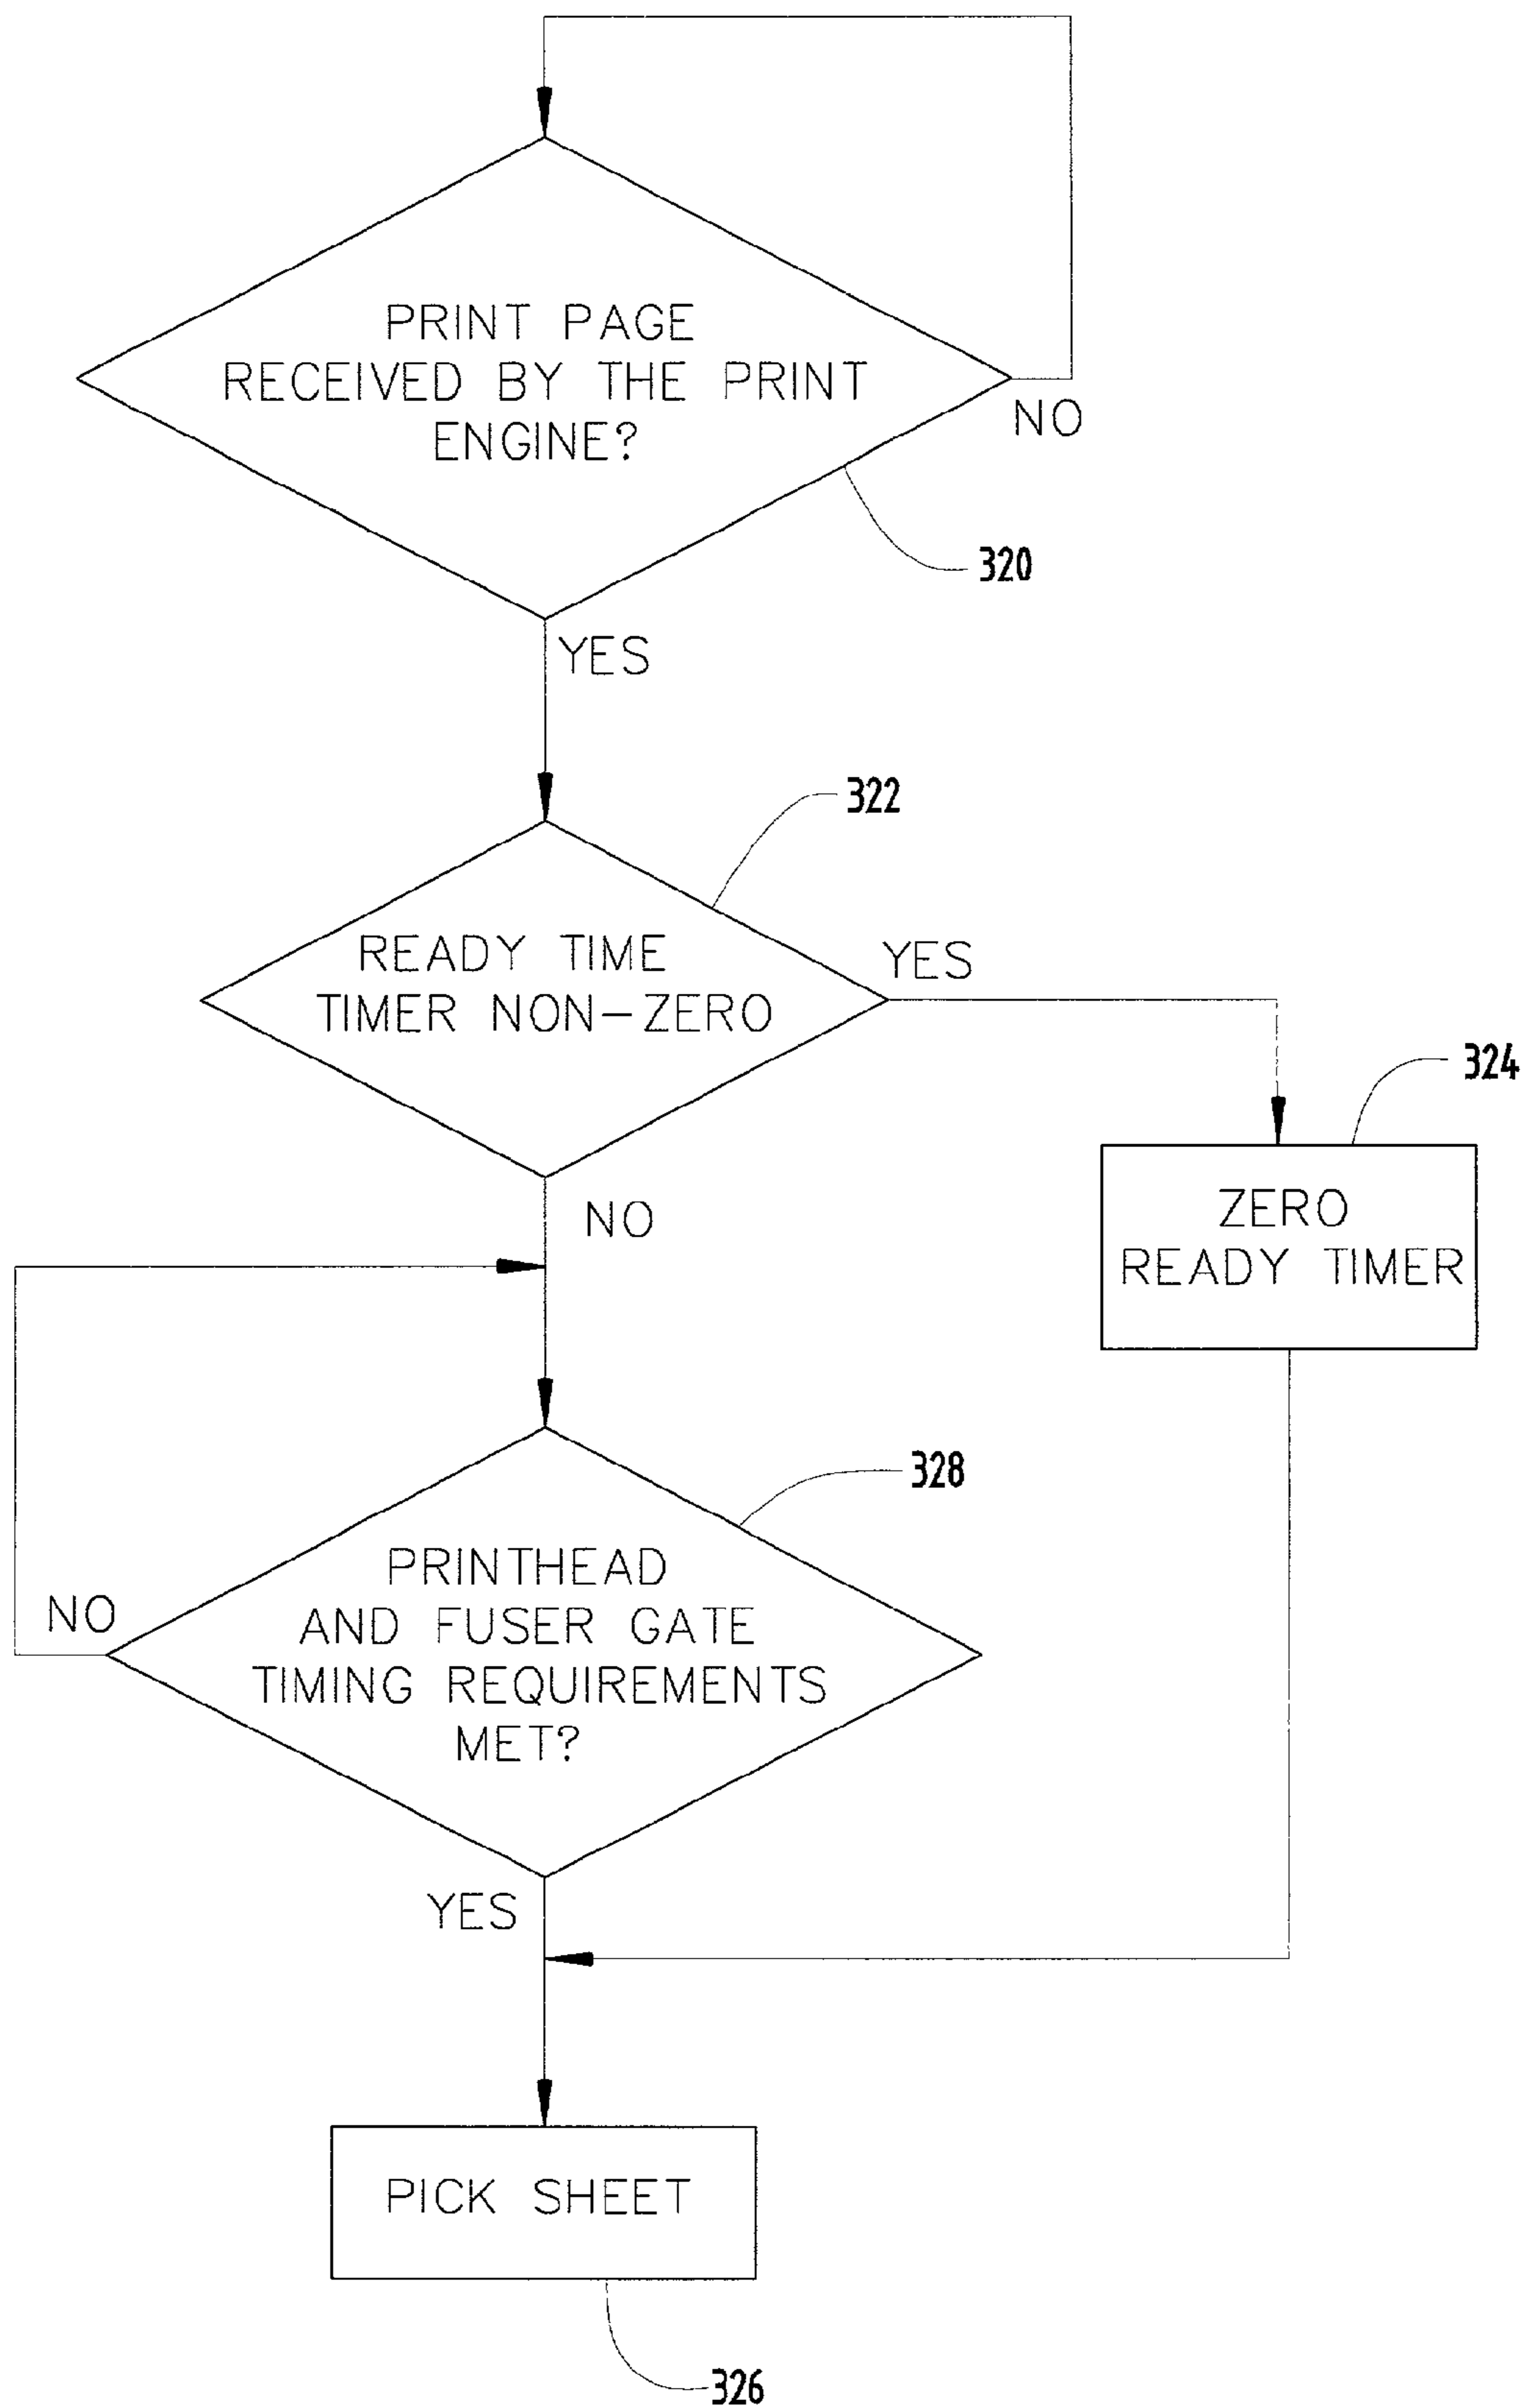 PRINT PAGE
RECEIVED BY THE PRINT
ENGINE?
NO
320
YES
322
READY TIME
TIMER NON-ZERO
YES
324
ZERO
READY TIMER
NO
328
PRINTHEAD
AND FUSER GATE
TIMING REQUIREMENTS
MET?
NO
YES
PICK SHEET
326